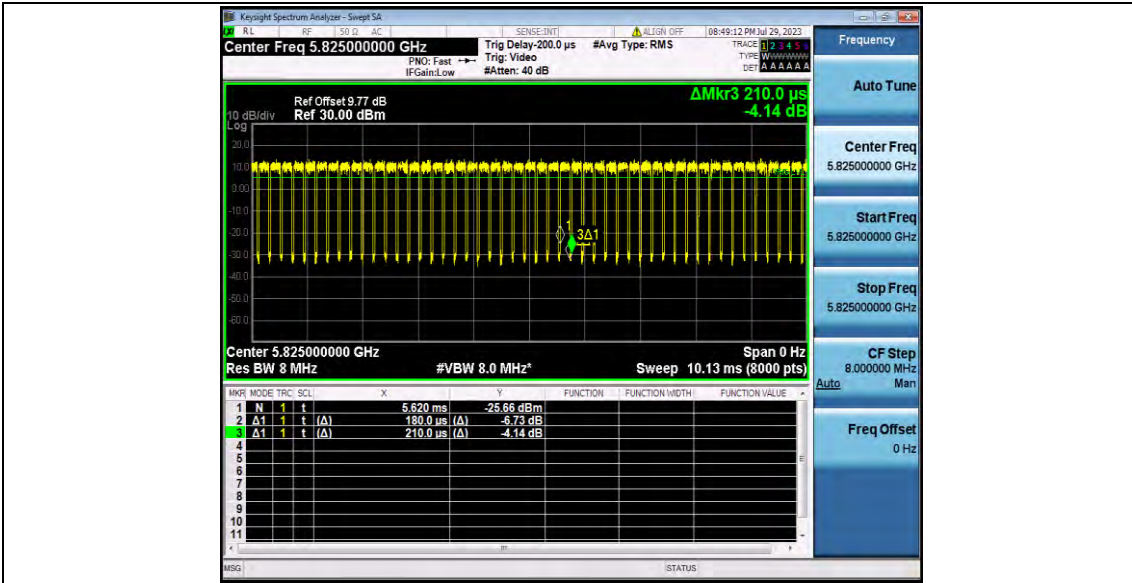 Keysight Spectrum Analyzer - Swept SA
RL RF 50 Ω AC SENSE:INT ALIGN OFF 08:49:12 PM Jul 29, 2023
Center Freq 5.825000000 GHz
PNO: Fast
IFGain:Low
Trig Delay-200.0 µs
Trig: Video
#Atten: 40 dB
#Avg Type: RMS
TRACE 1 2 3 4 5 6
TYPE WWWWWW
DET A A A A A A
Frequency
Auto Tune
Center Freq
5.825000000 GHz
Start Freq
5.825000000 GHz
Stop Freq
5.825000000 GHz
CF Step
8.000000 MHz
Auto Man
Freq Offset
0 Hz
ΔMkr3 210.0 µs
-4.14 dB
Ref Offset 9.77 dB
10 dB/div Ref 30.00 dBm
Log
20.0
10.0
0.00
-10.0
-20.0
-30.0
-40.0
-50.0
-60.0
1
3Δ1
Center 5.825000000 GHz Span 0 Hz
Res BW 8 MHz #VBW 8.0 MHz* Sweep 10.13 ms (8000 pts)
MKR MODE TRC SCL X Y FUNCTION FUNCTION WIDTH FUNCTION VALUE
1 N 1 t 5.620 ms -25.66 dBm
2 Δ1 1 t (Δ) 180.0 µs (Δ) -6.73 dB
3 Δ1 1 t (Δ) 210.0 µs (Δ) -4.14 dB
4
5
6
7
8
9
10
11
MSG STATUS